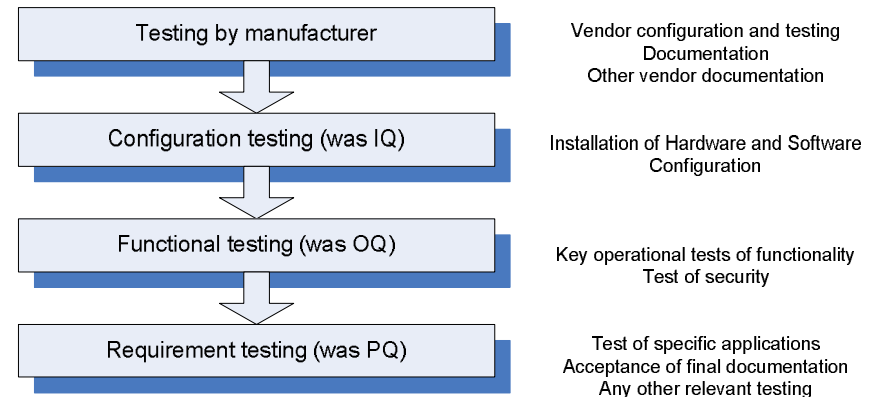 Testing by manufacturer
Vendor configuration and testing
Documentation
Other vendor documentation
Configuration testing (was IQ)
Installation of Hardware and Software
Configuration
Functional testing (was OQ)
Key operational tests of functionality
Test of security
Requirement testing (was PQ)
Test of specific applications
Acceptance of final documentation
Any other relevant testing